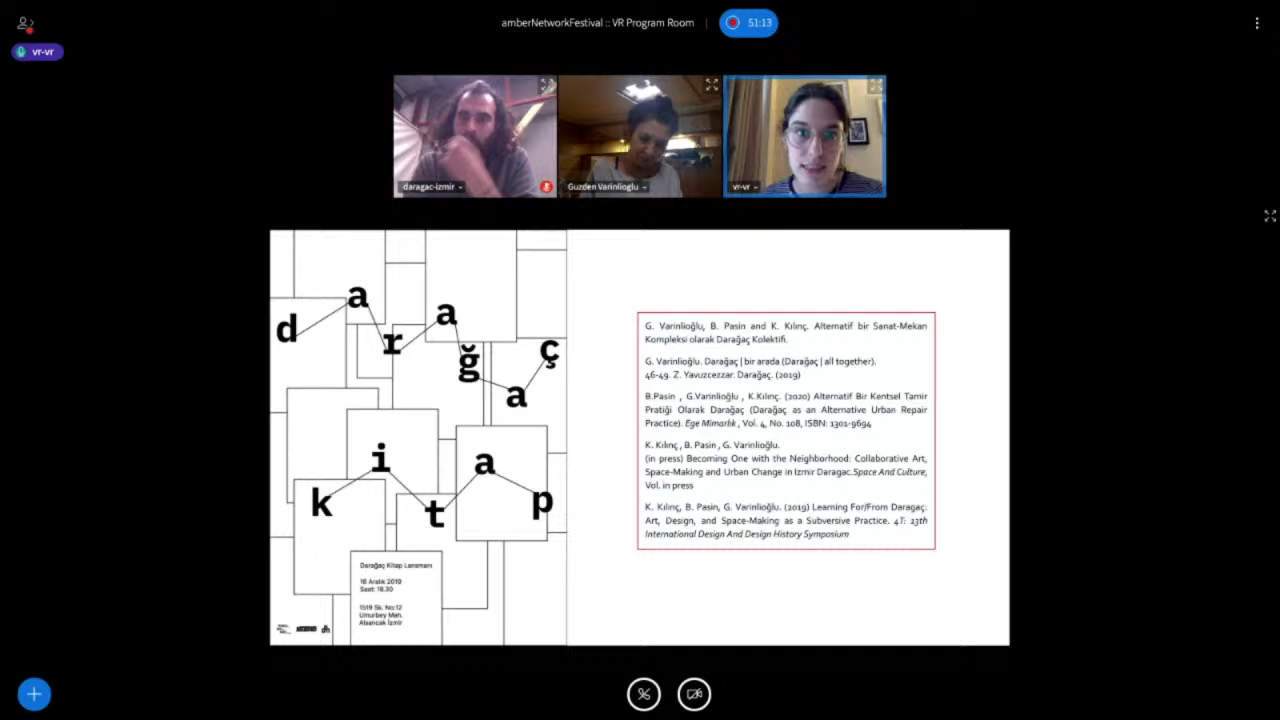 amberNetworkFestival :: VR Program Room
51:13
vr-vr
daragac-izmir
Guzden Varinlioglu
vr-vr
darağaç
kitap
Darağaç Kitap Lansmanı
16 Aralık 2019
Saat: 18.30
1519 Sk. No:12
Umurbey Mah.
Alsancak İzmir
G. Varinlioğlu, B. Pasin and K. Kılınç. Alternatif bir Sanat-Mekan
Kompleksi olarak Darağaç Kolektifi.
G. Varinlioğlu. Darağaç | bir arada (Darağaç | all together).
46-49. Z. Yavuzcezzar. Darağaç. (2019)
B.Pasin , G.Varinlioğlu , K.Kılınç. (2020) Alternatif Bir Kentsel Tamir
Pratiği Olarak Darağaç (Darağaç as an Alternative Urban Repair
Practice). Ege Mimarlık , Vol. 4, No. 108, ISBN: 1301-9694
K. Kılınç , B. Pasin , G. Varinlioğlu.
(in press) Becoming One with the Neighborhood: Collaborative Art,
Space-Making and Urban Change in Izmir Daragac.Space And Culture,
Vol. in press
K. Kılınç, B. Pasin, G. Varinlioğlu. (2019) Learning For/From Daragaç:
Art, Design, and Space-Making as a Subversive Practice. 4T: 13th
International Design And Design History Symposium